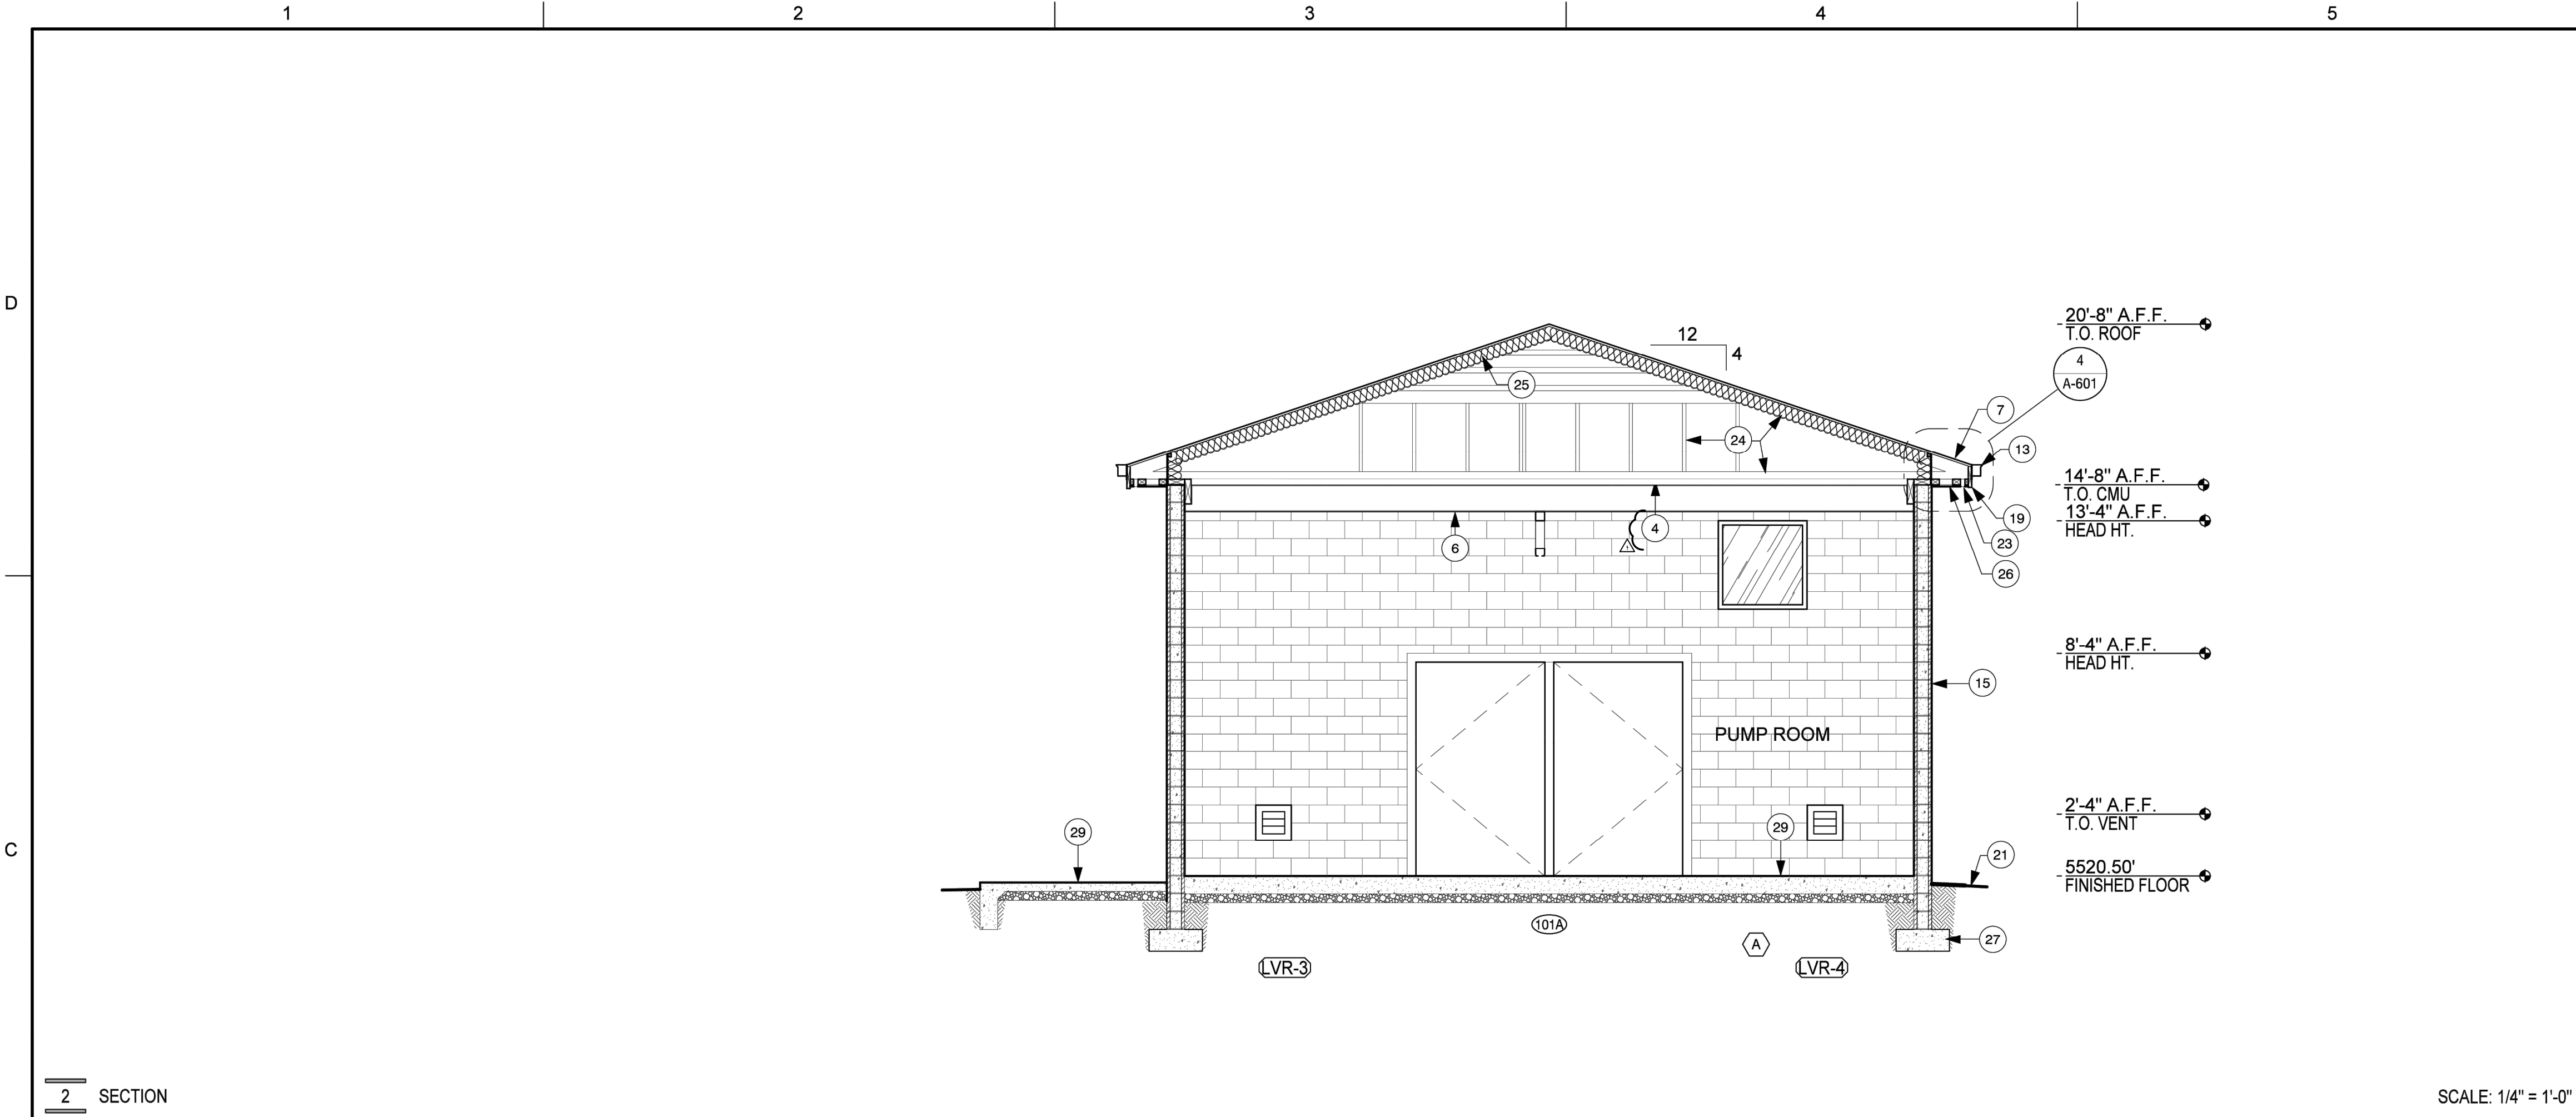 1 2 3 4 5
D
20'-8" A.F.F.
T.O. ROOF
12
4
4
A-601
25
7
24
13
14'-8" A.F.F.
T.O. CMU
13'-4" A.F.F.
HEAD HT.
19
4
6
23
26
8'-4" A.F.F.
HEAD HT.
15
PUMP ROOM
2'-4" A.F.F.
T.O. VENT
29
29
C
21
5520.50'
FINISHED FLOOR
101A
A
27
LVR-3
LVR-4
2 SECTION
SCALE: 1/4" = 1'-0"